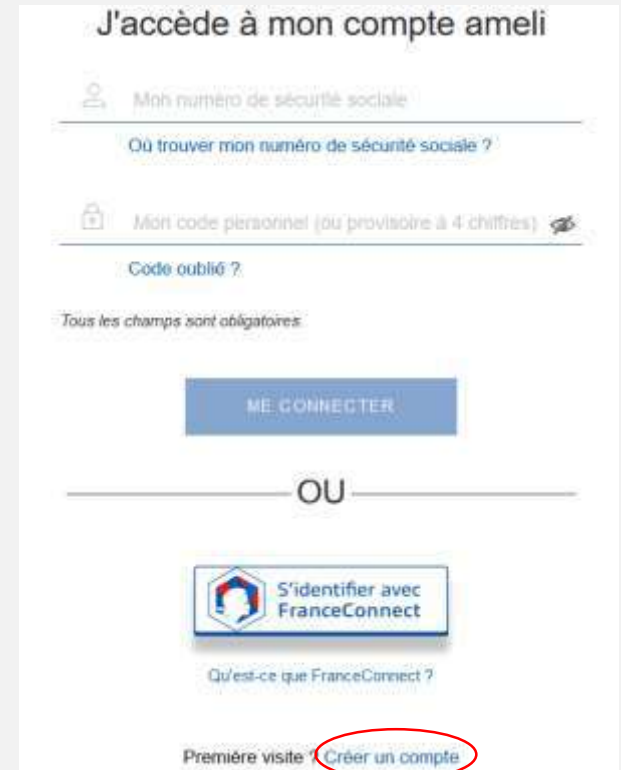 J'accède à mon compte ameli
Mon numéro de sécurité sociale
Où trouver mon numéro de sécurité sociale ?
Mon code personnel (ou provisoire à 4 chiffres)
Code oublié ?
Tous les champs sont obligatoires.
ME CONNECTER
OU
S'identifier avec
FranceConnect
Qu'est-ce que FranceConnect ?
Première visite ? Créer un compte